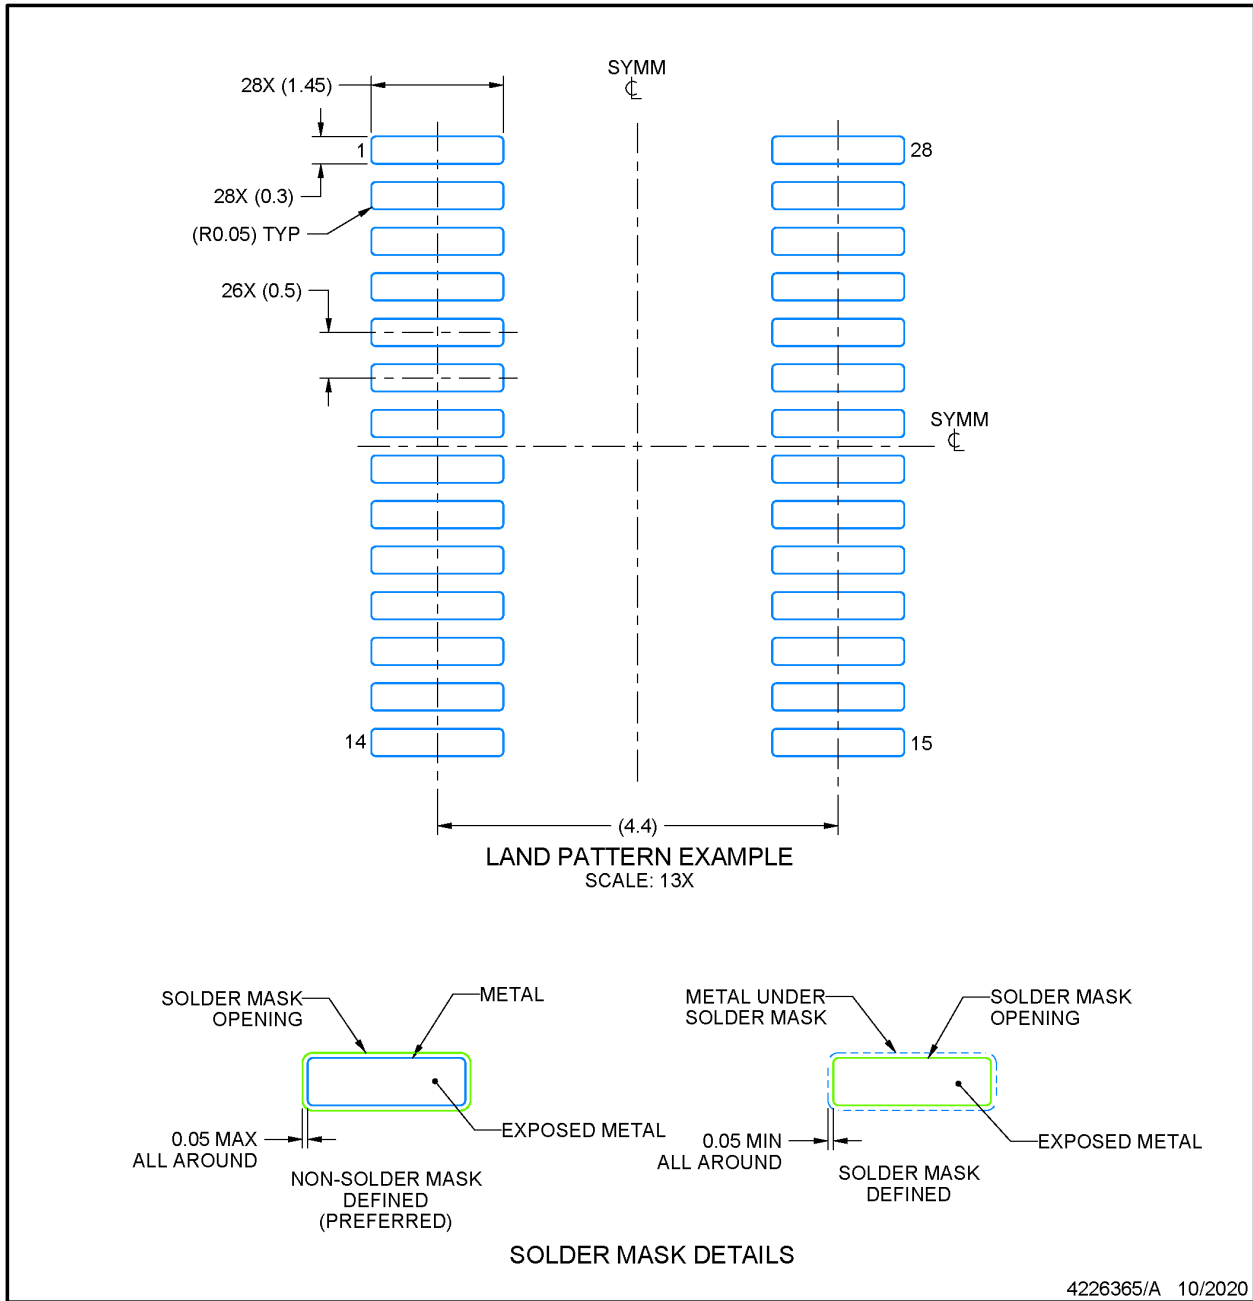 SYMM
℄
28X (1.45)
1
28
28X (0.3)
(R0.05) TYP
26X (0.5)
SYMM
℄
14
15
(4.4)
LAND PATTERN EXAMPLE
SCALE: 13X
SOLDER MASK
OPENING
METAL
EXPOSED METAL
0.05 MAX
ALL AROUND
NON-SOLDER MASK
DEFINED
(PREFERRED)
METAL UNDER
SOLDER MASK
SOLDER MASK
OPENING
EXPOSED METAL
0.05 MIN
ALL AROUND
SOLDER MASK
DEFINED
SOLDER MASK DETAILS
4226365/A 10/2020